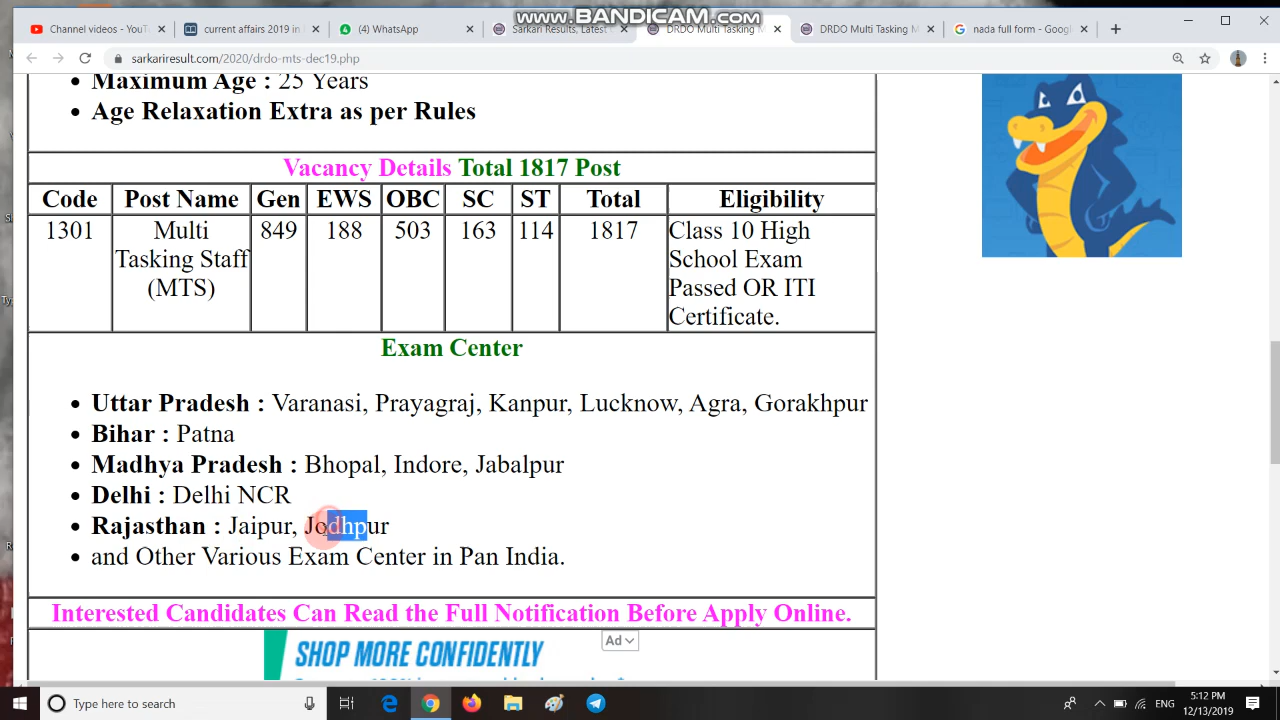 www.BANDICAM.com
Channel videos - YouTu
current affairs 2019 in
(4) WhatsApp
Sarkari Results, Latest
DRDO Multi Tasking M
DRDO Multi Tasking M
nada full form - Google
sarkariresult.com/2020/drdo-mts-dec19.php
Maximum Age : 25 Years
Age Relaxation Extra as per Rules
Vacancy Details Total 1817 Post
Code Post Name Gen EWS OBC SC ST Total Eligibility
1301 Multi Tasking Staff (MTS) 849 188 503 163 114 1817 Class 10 High School Exam Passed OR ITI Certificate.
Exam Center
Uttar Pradesh : Varanasi, Prayagraj, Kanpur, Lucknow, Agra, Gorakhpur
Bihar : Patna
Madhya Pradesh : Bhopal, Indore, Jabalpur
Delhi : Delhi NCR
Rajasthan : Jaipur, Jodhpur
and Other Various Exam Center in Pan India.
Interested Candidates Can Read the Full Notification Before Apply Online.
Ad
SHOP MORE CONFIDENTLY
Type here to search
ENG
5:12 PM
12/13/2019